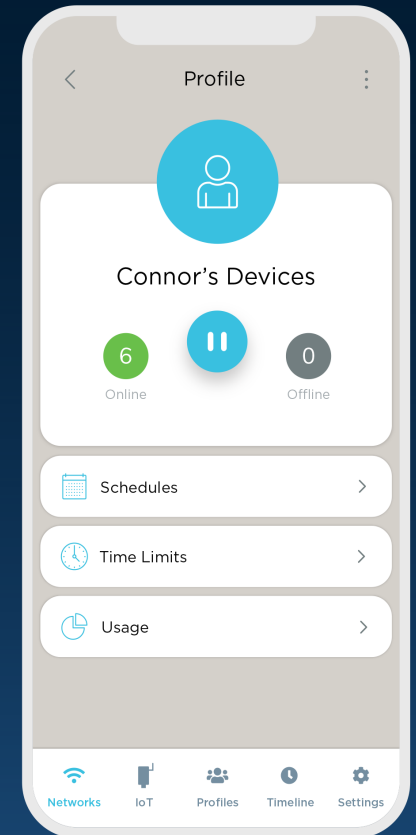 Profile
Connor’s Devices
6
0
Online
Offline
Schedules
Time Limits
Usage
Networks IoT Profiles Timeline Settings